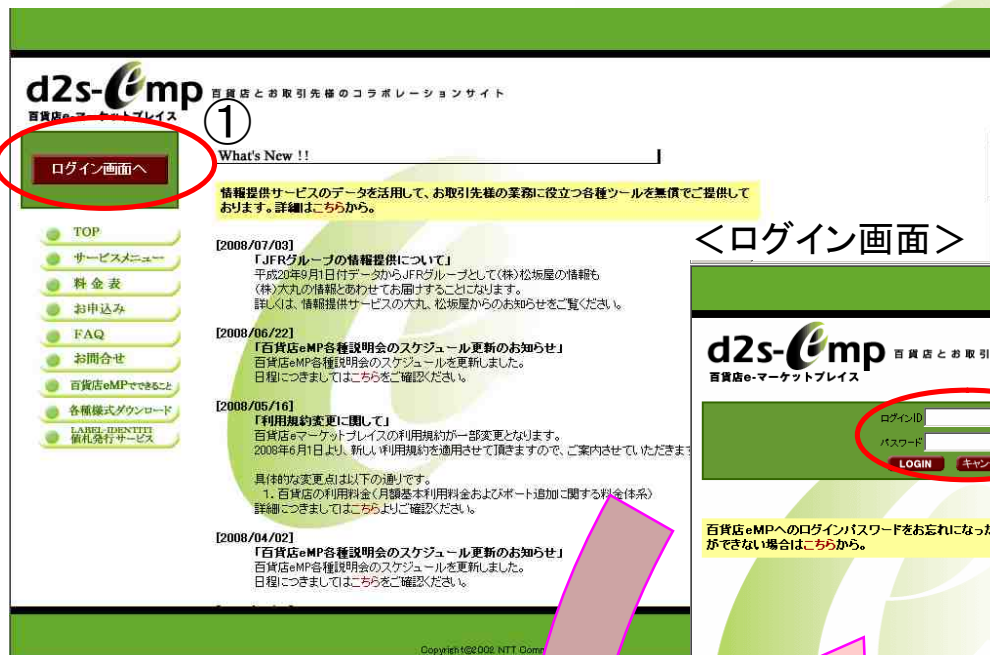 d2s-emp 百貨店とお取引先様のコラボレーションサイト
百貨店e-マーケットプレイス
①
ログイン画面へ
What's New !!
情報提供サービスのデータを活用して、お取引先様の業務に役立つ各種ツールを無償でご提供して
おります。詳細はこちらから。
TOP
サービスメニュー
料金表
お申込み
FAQ
お問合せ
百貨店eMPでできること
各種様式ダウンロード
LABEL IDENTITI
値札発行サービス
[2008/07/03]
「JFRグループの情報提供について」
平成20年9月1日付データからJFRグループとして(株)松坂屋の情報も
(株)大丸の情報とあわせてお届けすることになります。
詳しくは、情報提供サービスの大丸、松坂屋からのお知らせをご覧ください。
[2008/06/22]
「百貨店eMP各種説明会のスケジュール更新のお知らせ」
百貨店eMP各種説明会のスケジュールを更新しました。
日程につきましてはこちらをご確認ください。
[2008/05/16]
「利用規約変更に関して」
百貨店eマーケットプレイスの利用規約が一部変更となります。
2008年6月1日より、新しい利用規約を適用させて頂きますので、ご案内させていただきます
具体的な変更点は以下の通りです。
1. 百貨店の利用料金(月額基本利用料金およびポート追加に関する料金体系)
詳細につきましてはこちらよりご確認ください。
[2008/04/02]
「百貨店eMP各種説明会のスケジュール更新のお知らせ」
百貨店eMP各種説明会のスケジュールを更新しました。
日程につきましてはこちらをご確認ください。
Copyright©2002 NTT Comm
＜ログイン画面＞
d2s-emp 百貨店とお取引
百貨店e-マーケットプレイス
ログインID
パスワード
LOGIN キャン
百貨店eMPへのログインパスワードをお忘れになった
ができない場合はこちらから。